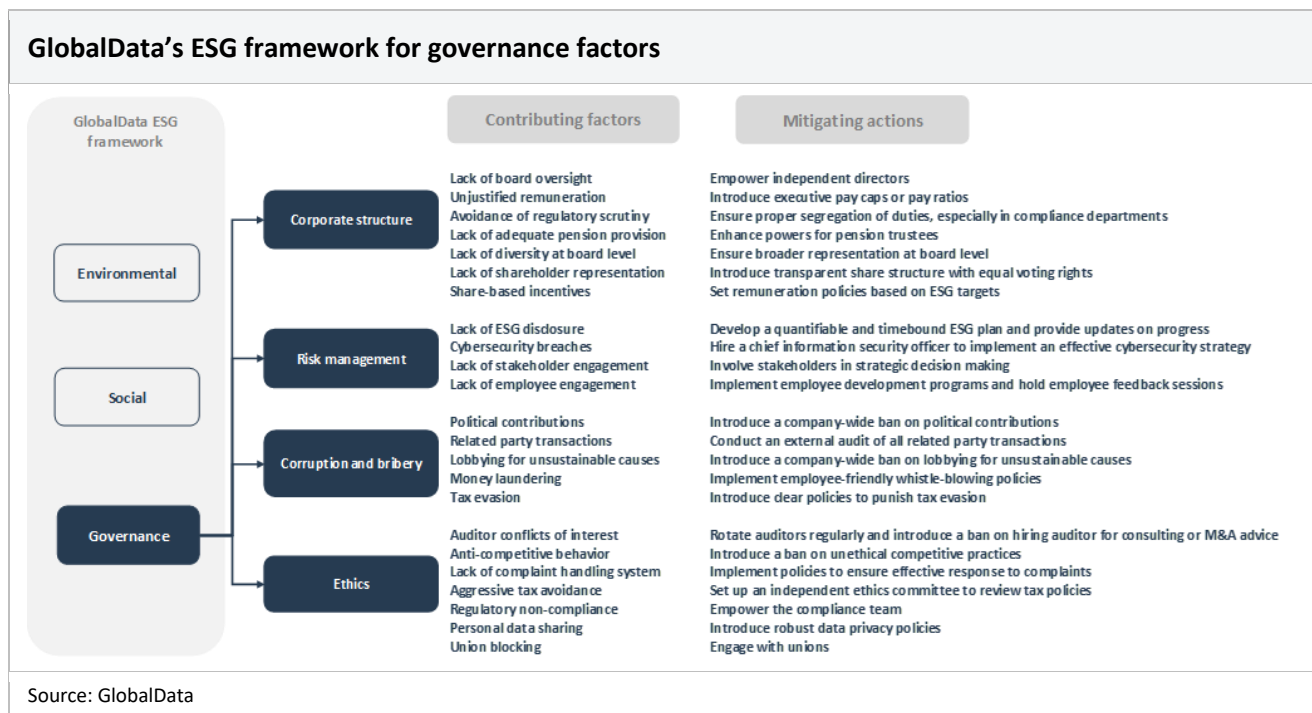 GlobalData’s ESG framework for governance factors
GlobalData ESG
framework
Environmental
Social
Governance
Contributing factors
Mitigating actions
Corporate structure
Lack of board oversight
Empower independent directors
Unjustified remuneration
Introduce executive pay caps or pay ratios
Avoidance of regulatory scrutiny
Ensure proper segregation of duties, especially in compliance departments
Lack of adequate pension provision
Enhance powers for pension trustees
Lack of diversity at board level
Ensure broader representation at board level
Lack of shareholder representation
Introduce transparent share structure with equal voting rights
Share-based incentives
Set remuneration policies based on ESG targets
Risk management
Lack of ESG disclosure
Develop a quantifiable and timebound ESG plan and provide updates on progress
Cybersecurity breaches
Hire a chief information security officer to implement an effective cybersecurity strategy
Lack of stakeholder engagement
Involve stakeholders in strategic decision making
Lack of employee engagement
Implement employee development programs and hold employee feedback sessions
Corruption and bribery
Political contributions
Introduce a company-wide ban on political contributions
Related party transactions
Conduct an external audit of all related party transactions
Lobbying for unsustainable causes
Introduce a company-wide ban on lobbying for unsustainable causes
Money laundering
Implement employee-friendly whistle-blowing policies
Tax evasion
Introduce clear policies to punish tax evasion
Ethics
Auditor conflicts of interest
Rotate auditors regularly and introduce a ban on hiring auditor for consulting or M&A advice
Anti-competitive behavior
Introduce a ban on unethical competitive practices
Lack of complaint handling system
Implement policies to ensure effective response to complaints
Aggressive tax avoidance
Set up an independent ethics committee to review tax policies
Regulatory non-compliance
Empower the compliance team
Personal data sharing
Introduce robust data privacy policies
Union blocking
Engage with unions
Source: GlobalData